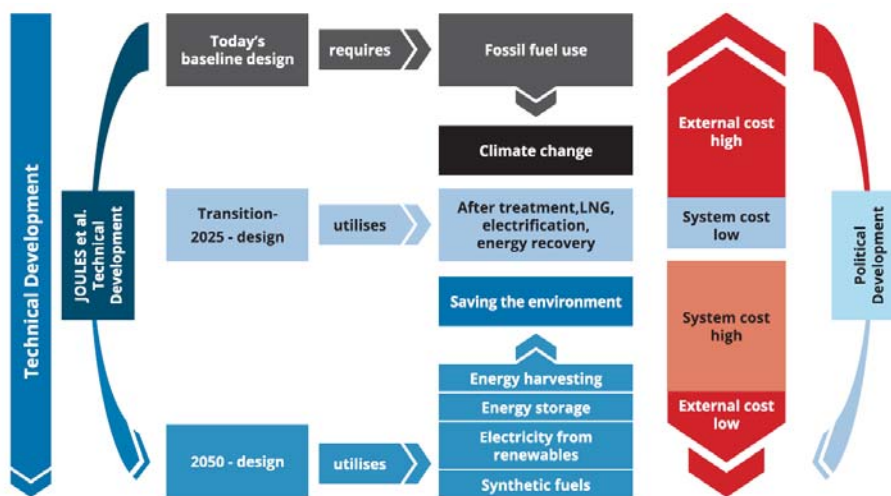 Technical Development
JOULES et al.
Technical
Development
Today's
baseline design
requires
Fossil fuel use
Climate change
Transition-
2025 - design
utilises
After treatment,LNG,
electrification,
energy recovery
Saving the environment
Energy harvesting
Energy storage
Electricity from
renewables
Synthetic fuels
2050 - design
utilises
External cost
high
System cost
low
System cost
high
External cost
low
Political
Development